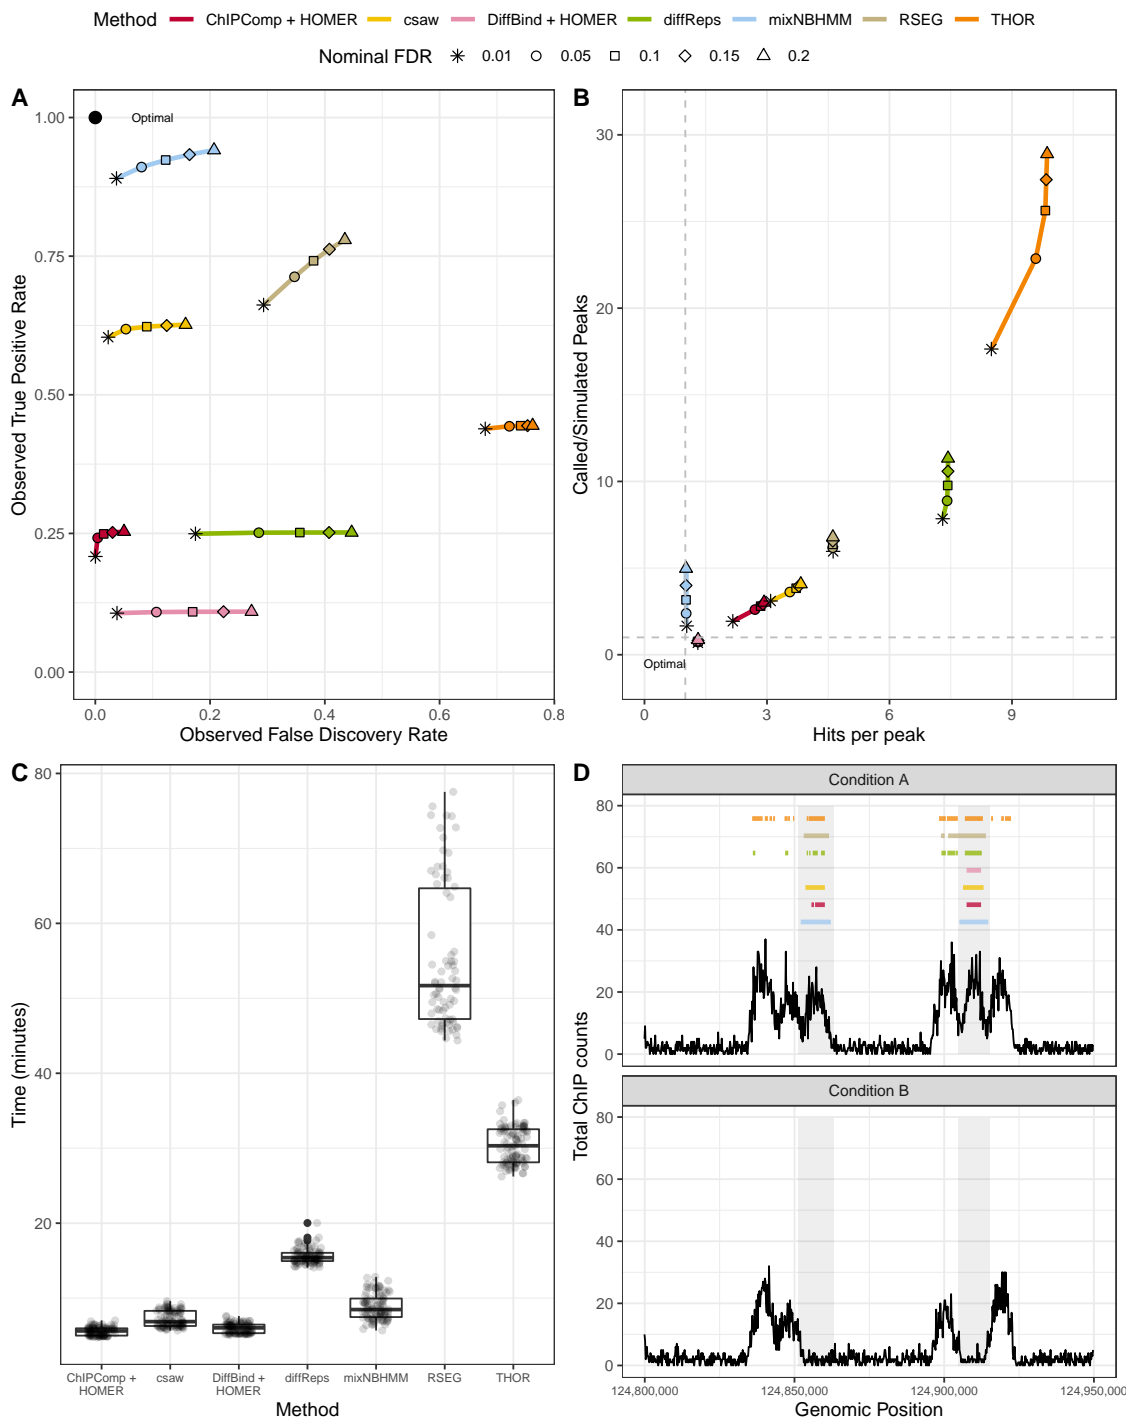 Method ChIPComp + HOMER csaw DiffBind + HOMER diffReps mixNBHMM RSEG THOR
Nominal FDR 0.01 0.05 0.1 0.15 0.2
A
1.00
0.75
0.50
0.25
0.00
Observed True Positive Rate
Optimal
0.0 0.2 0.4 0.6 0.8
Observed False Discovery Rate
B
30
20
10
0
Called/Simulated Peaks
Optimal
0 3 6 9
Hits per peak
C
80
60
40
20
Time (minutes)
ChIPComp + HOMER
csaw
DiffBind + HOMER
diffReps
mixNBHMM
RSEG
THOR
Method
D
Condition A
80
60
40
20
0
Total ChIP counts
Condition B
80
60
40
20
0
124,800,000 124,850,000 124,900,000 124,950,000
Genomic Position